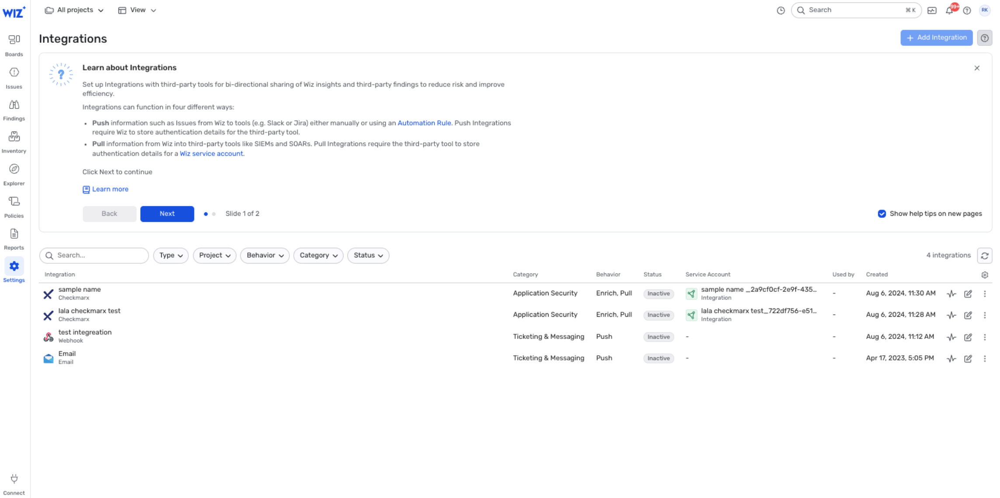 WIZ
All projects
View
Search
⌘ K
99+
RK
Boards
Issues
Findings
Inventory
Explorer
Policies
Reports
Settings
Connect
Integrations
+ Add Integration
Learn about Integrations
Set up Integrations with third-party tools for bi-directional sharing of Wiz insights and third-party findings to reduce risk and improve
efficiency.
Integrations can function in four different ways:
• Push information such as Issues from Wiz to tools (e.g. Slack or Jira) either manually or using an Automation Rule. Push Integrations
require Wiz to store authentication details for the third-party tool.
• Pull information from Wiz into third-party tools like SIEMs and SOARs. Pull Integrations require the third-party tool to store
authentication details for a Wiz service account.
Click Next to continue
Learn more
Back Next Slide 1 of 2 Show help tips on new pages
Search... Type Project Behavior Category Status 4 integrations
Integration Category Behavior Status Service Account Used by Created
sample name
Checkmarx
Application Security Enrich, Pull Inactive
sample name _2a9cf0cf-2e9f-435...
Integration
- Aug 6, 2024, 11:30 AM
lala checkmarx test
Checkmarx
Application Security Enrich, Pull Inactive
lala checkmarx test_722df756-e51...
Integration
- Aug 6, 2024, 11:28 AM
test integreation
Webhook
Ticketing & Messaging Push Inactive - - Aug 6, 2024, 11:12 AM
Email
Email
Ticketing & Messaging Push Inactive - - Apr 17, 2023, 5:05 PM